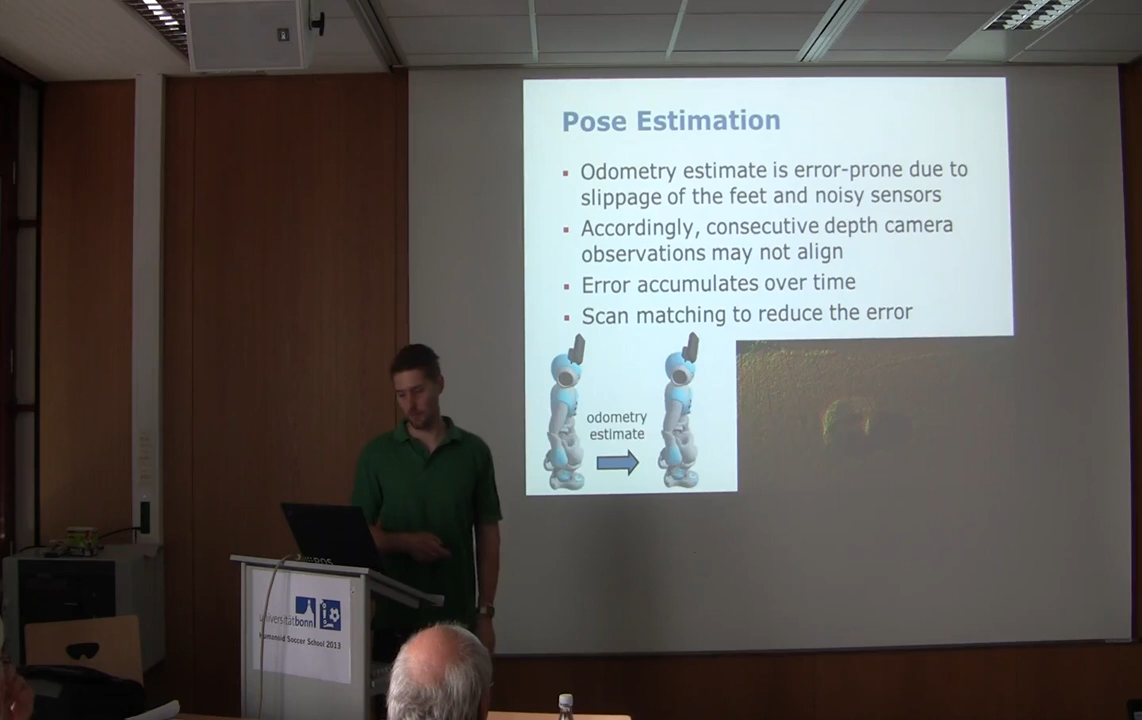 Pose Estimation
▪ Odometry estimate is error-prone due to
slippage of the feet and noisy sensors
▪ Accordingly, consecutive depth camera
observations may not align
▪ Error accumulates over time
▪ Scan matching to reduce the error
odometry
estimate
universitätbonn
Humanoid Soccer School 2013